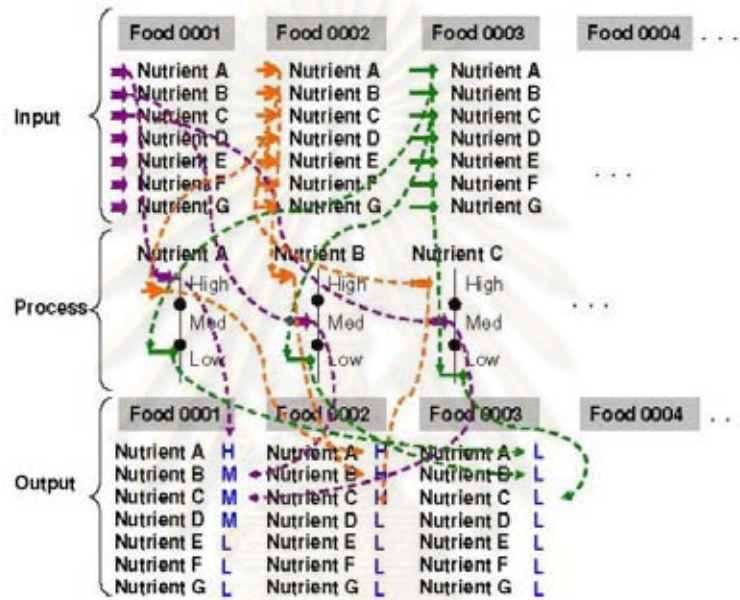 Food 0001 Food 0002 Food 0003 Food 0004 . . . .
Nutrient A Nutrient A Nutrient A
Nutrient B Nutrient B Nutrient B
Input Nutrient C Nutrient C Nutrient C
Nutrient D Nutrient D Nutrient D
Nutrient E Nutrient E Nutrient E
Nutrient F Nutrient F Nutrient F . . .
Nutrient G Nutrient G Nutrient G
Nutrient A Nutrient B Nutrient C
High High High
Process Med Med Med . . .
Low Low Low
Food 0001 Food 0002 Food 0003 Food 0004 . .
Nutrient A H Nutrient A H Nutrient A L
Nutrient B M Nutrient B H Nutrient B L
Output Nutrient C M Nutrient C H Nutrient C L
Nutrient D M Nutrient D L Nutrient D L
Nutrient E L Nutrient E L Nutrient E L
Nutrient F L Nutrient F L Nutrient F L
Nutrient G L Nutrient G L Nutrient G L